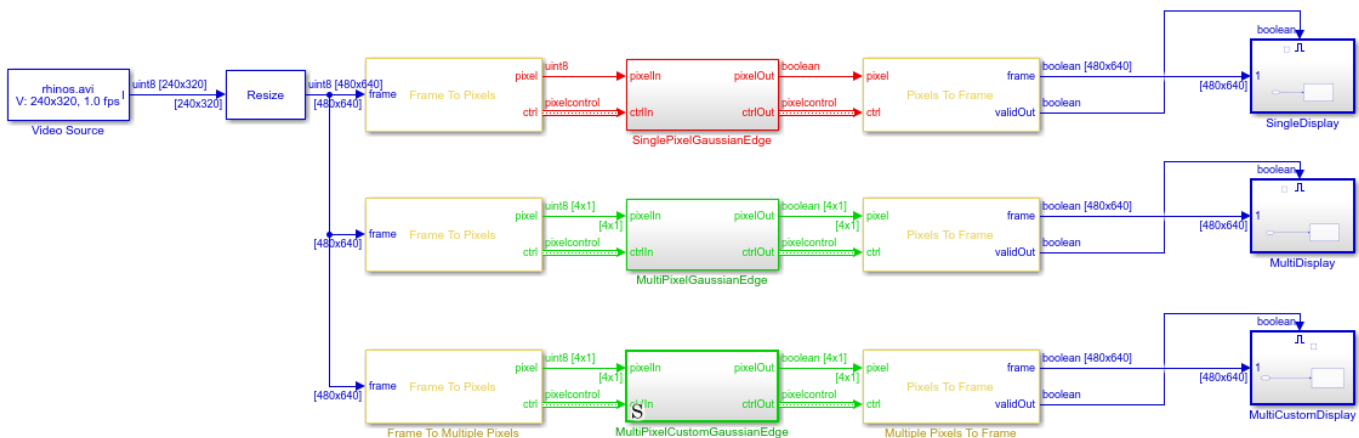 rhinos.avi
V: 240x320, 1.0 fps
I
Video Source
uint8 [240x320]
[240x320]
Resize
uint8 [480x640]
[480x640]
frame
Frame To Pixels
pixel
ctrl
uint8
pixelcontrol
pixelIn
ctrlIn
pixelOut
ctrlOut
SinglePixelGaussianEdge
boolean
pixelcontrol
pixel
ctrl
Pixels To Frame
frame
validOut
boolean [480x640]
[480x640]
boolean
boolean
1
SingleDisplay
[480x640]
frame
Frame To Pixels
pixel
ctrl
uint8 [4x1]
[4x1]
pixelcontrol
pixelIn
ctrlIn
pixelOut
ctrlOut
MultiPixelGaussianEdge
boolean [4x1]
[4x1]
pixelcontrol
pixel
ctrl
Pixels To Frame
frame
validOut
boolean [480x640]
[480x640]
boolean
boolean
1
MultiDisplay
[480x640]
frame
Frame To Pixels
pixel
ctrl
Frame To Multiple Pixels
uint8 [4x1]
[4x1]
pixelcontrol
pixelIn
ctrlIn
S
pixelOut
ctrlOut
MultiPixelCustomGaussianEdge
boolean [4x1]
[4x1]
pixelcontrol
pixel
ctrl
Pixels To Frame
frame
validOut
Multiple Pixels To Frame
boolean [480x640]
[480x640]
boolean
boolean
1
MultiCustomDisplay